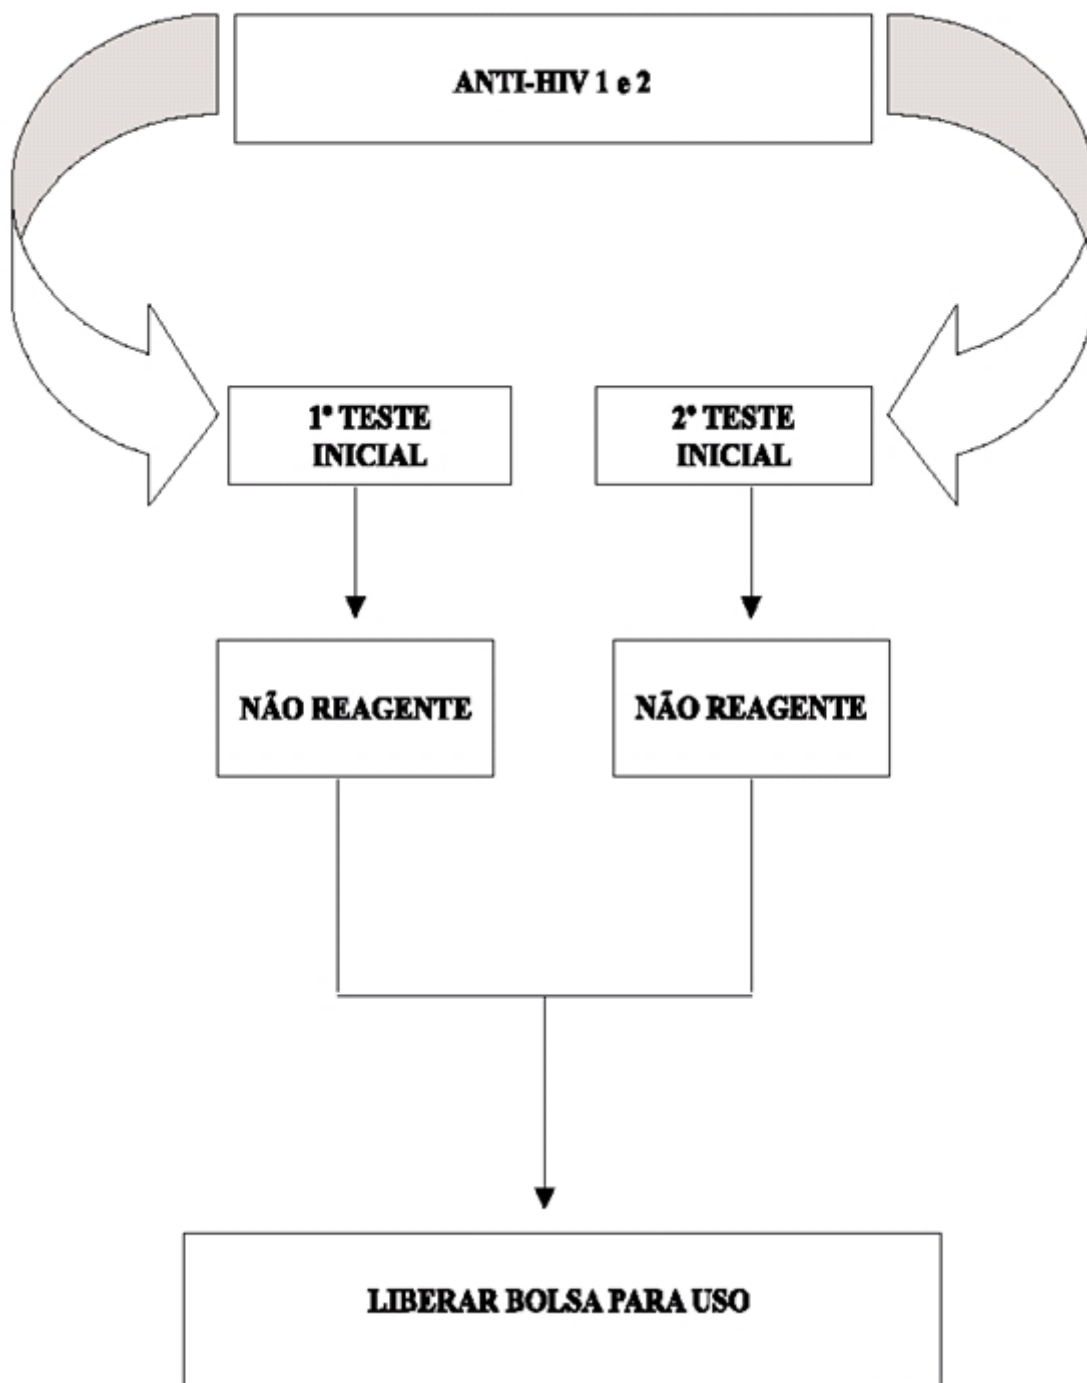 ANTI-HIV 1 e 2
1º TESTE
INICIAL
2º TESTE
INICIAL
NÃO REAGENTE
NÃO REAGENTE
LIBERAR BOLSA PARA USO